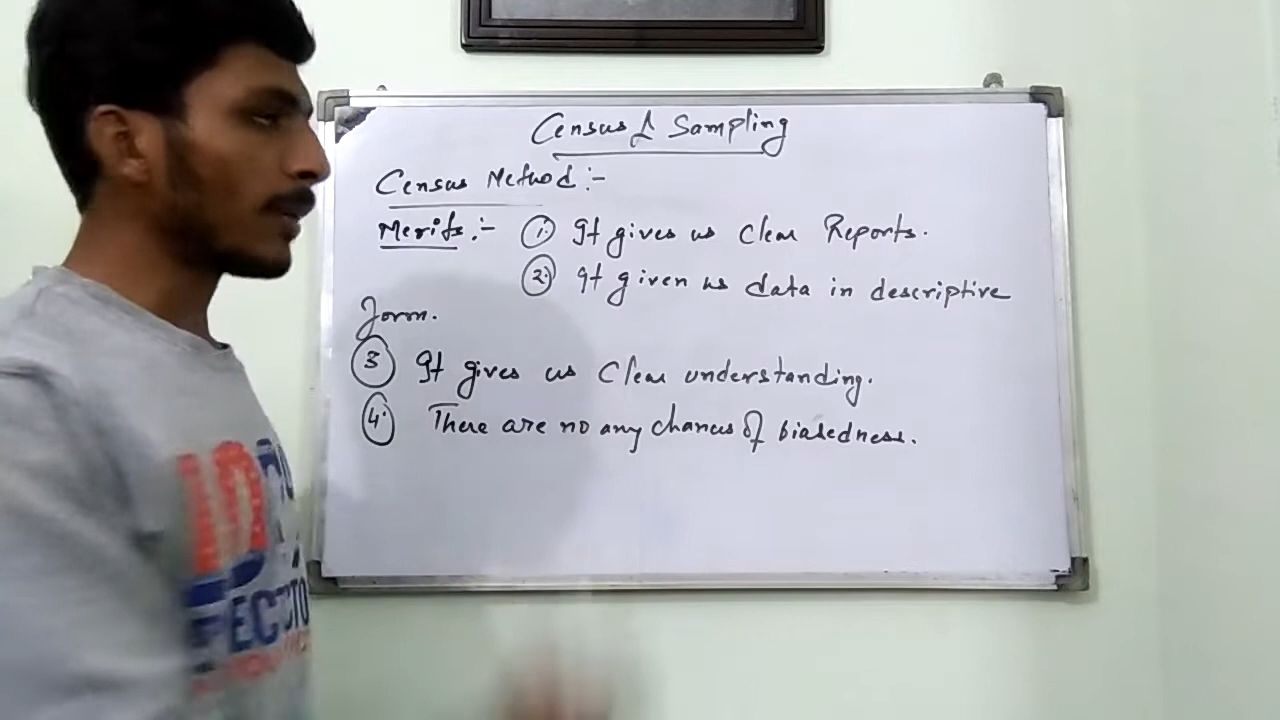 Census & Sampling
Census Method :-
Merits :- 1. It gives us clear Reports.
2. It given us data in descriptive
Form.
3 It gives us Clear understanding.
4. There are no any chances of biasedness.